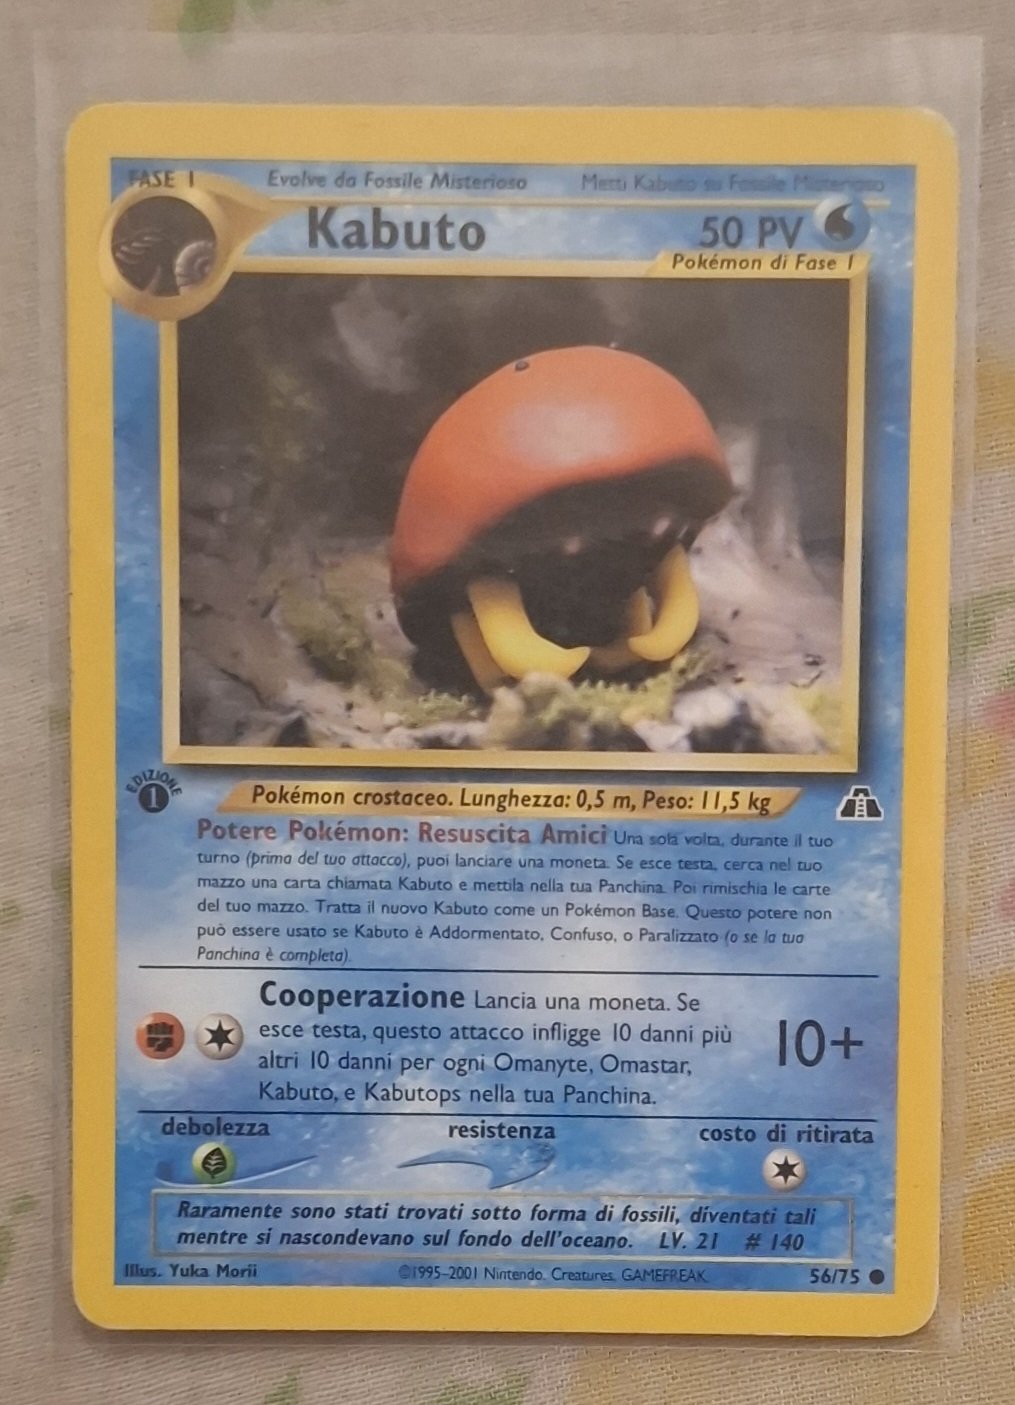 FASE 1
Evolve da Fossile Misterioso
Metti Kabuto su Fossile Misterioso
Kabuto
50 PV
Pokémon di Fase 1
EDIZIONE
1
Pokémon crostaceo. Lunghezza: 0,5 m, Peso: 11,5 kg
Potere Pokémon: Resuscita Amici Una sola volta, durante il tuo
turno (prima del tuo attacco), puoi lanciare una moneta. Se esce testa, cerca nel tuo
mazzo una carta chiamata Kabuto e mettila nella tua Panchina. Poi rimischia le carte
del tuo mazzo. Tratta il nuovo Kabuto come un Pokémon Base. Questo potere non
può essere usato se Kabuto è Addormentato, Confuso, o Paralizzato (o se la tua
Panchina è completa).
Cooperazione Lancia una moneta. Se
esce testa, questo attacco infligge 10 danni più
altri 10 danni per ogni Omanyte, Omastar,
Kabuto, e Kabutops nella tua Panchina.
10+
debolezza
resistenza
costo di ritirata
Raramente sono stati trovati sotto forma di fossili, diventati tali
mentre si nascondevano sul fondo dell'oceano. LV. 21 # 140
Illus. Yuka Morii
©1995-2001 Nintendo. Creatures. GAMEFREAK.
56/75